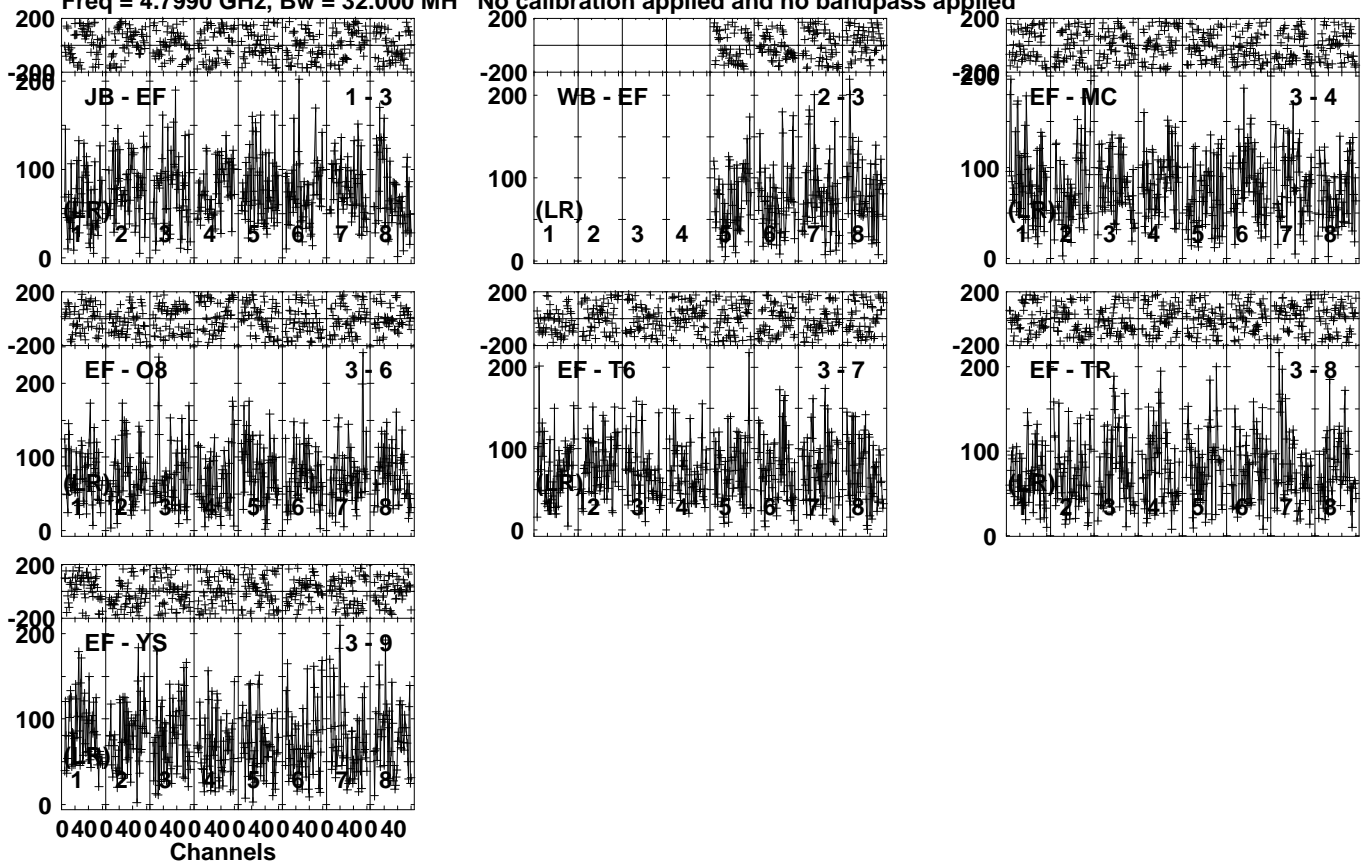 Freq = 4.7990 GHz, Bw = 32.000 MH No calibration applied and no bandpass applied
200
-200
200
100
0
JB - EF 1 - 3
(LR)
1 2 3 4 5 6 7 8
200
-200
200
100
0
WB - EF 2 - 3
(LR)
1 2 3 4 5 6 7 8
200
-200
200
100
0
EF - MC 3 - 4
(LR)
1 2 3 4 5 6 7 8
200
-200
200
100
0
EF - O8 3 - 6
(LR)
1 2 3 4 5 6 7 8
200
-200
200
100
0
EF - T6 3 - 7
(LR)
1 2 3 4 5 6 7 8
200
-200
200
100
0
EF - TR 3 - 8
(LR)
1 2 3 4 5 6 7 8
200
-200
200
100
0
EF - YS 3 - 9
(LR)
1 2 3 4 5 6 7 8
0 40 0 40 0 40 0 40 0 40 0 40 0 40 0 40
Channels